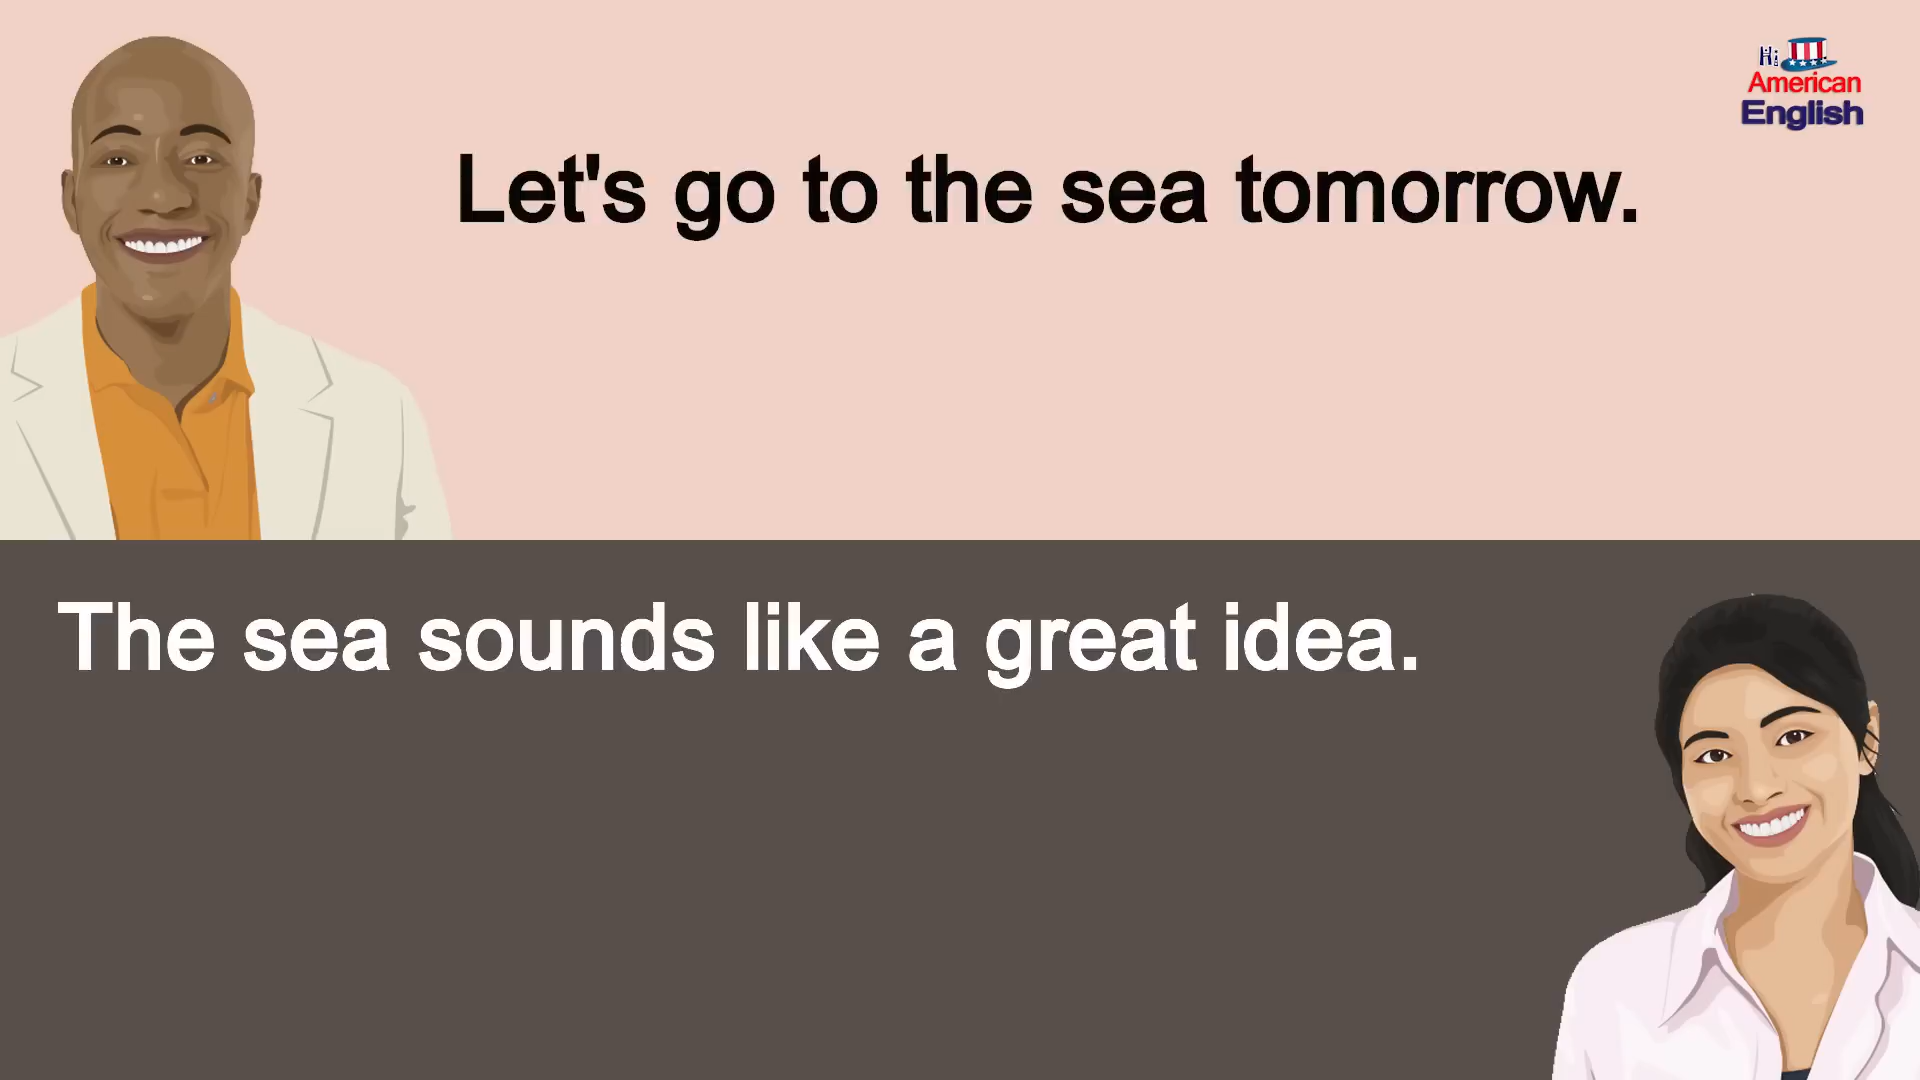 Hi
American
English
Let's go to the sea tomorrow.
The sea sounds like a great idea.